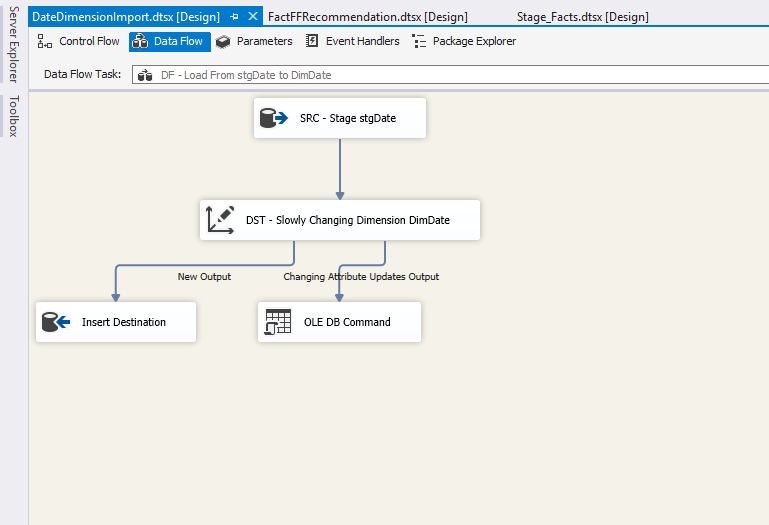 Server Explorer
Toolbox
DateDimensionImport.dtsx [Design]
FactFFRecommendation.dtsx [Design]
Stage_Facts.dtsx [Design]
Control Flow
Data Flow
Parameters
Event Handlers
Package Explorer
Data Flow Task:
DF - Load From stgDate to DimDate
SRC - Stage stgDate
DST - Slowly Changing Dimension DimDate
New Output
Changing Attribute Updates Output
Insert Destination
OLE DB Command